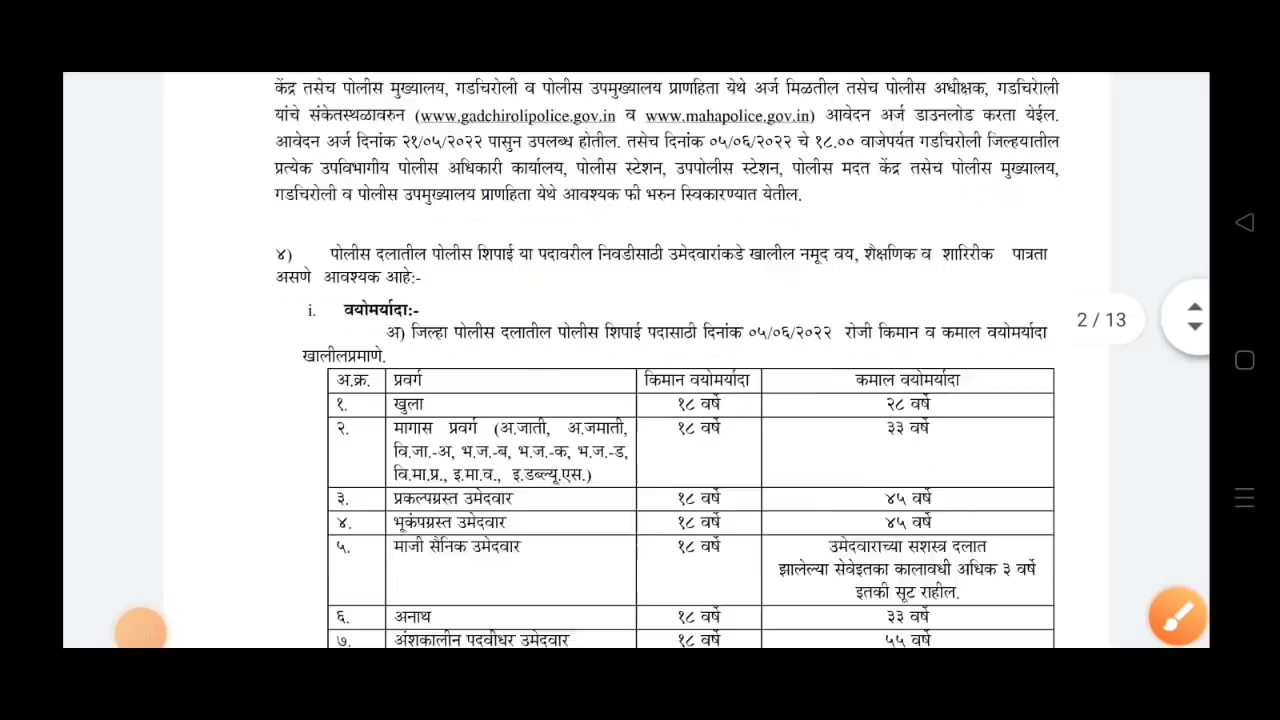 केंद्र तसेच पोलीस मुख्यालय, गडचिरोली व पोलीस उपमुख्यालय प्राणहिता येथे अर्ज मिळतील तसेच पोलीस अधीक्षक, गडचिरोली
यांचे संकेतस्थळावरुन (www.gadchirolipolice.gov.in व www.mahapolice.gov.in) आवेदन अर्ज डाउनलोड करता येईल.
आवेदन अर्ज दिनांक २१/०५/२०२२ पासुन उपलब्ध होतील. तसेच दिनांक ०५/०६/२०२२ चे १८.०० वाजेपर्यत गडचिरोली जिल्हयातील
प्रत्येक उपविभागीय पोलीस अधिकारी कार्यालय, पोलीस स्टेशन, उपपोलीस स्टेशन, पोलीस मदत केंद्र तसेच पोलीस मुख्यालय,
गडचिरोली व पोलीस उपमुख्यालय प्राणहिता येथे आवश्यक फी भरुन स्विकारण्यात येतील.
४) पोलीस दलातील पोलीस शिपाई या पदावरील निवडीसाठी उमेदवारांकडे खालील नमूद वय, शैक्षणिक व शारिरीक पात्रता
असणे आवश्यक आहे:-
i. वयोमर्यादा:-
अ) जिल्हा पोलीस दलातील पोलीस शिपाई पदासाठी दिनांक ०५/०६/२०२२ रोजी किमान व कमाल वयोमर्यादा
खालीलप्रमाणे.
2 / 13
अ.क्र. प्रवर्ग किमान वयोमर्यादा कमाल वयोमर्यादा
१. खुला १८ वर्षे २८ वर्षे
२. मागास प्रवर्ग (अ.जाती, अ.जमाती, १८ वर्षे ३३ वर्षे
वि.जा.-अ, भ.ज.-ब, भ.ज.-क, भ.ज.-ड,
वि.मा.प्र., इ.मा.व., इ.डब्ल्यू.एस.)
३. प्रकल्पग्रस्त उमेदवार १८ वर्षे ४५ वर्षे
४. भूकंपग्रस्त उमेदवार १८ वर्षे ४५ वर्षे
५. माजी सैनिक उमेदवार १८ वर्षे उमेदवाराच्या सशस्त्र दलात
झालेल्या सेवेइतका कालावधी अधिक ३ वर्षे
इतकी सूट राहील.
६. अनाथ १८ वर्षे ३३ वर्षे
७. अंशकालीन पदवीधर उमेदवार १८ वर्षे ५५ वर्षे